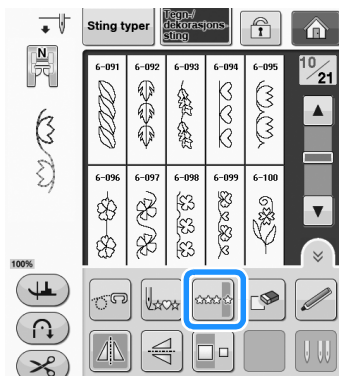 Sting typer
Tegn-/
dekorasjons-
sting
N
10/21
6-091 6-092 6-093 6-094 6-095
6-096 6-097 6-098 6-099 6-100
100%